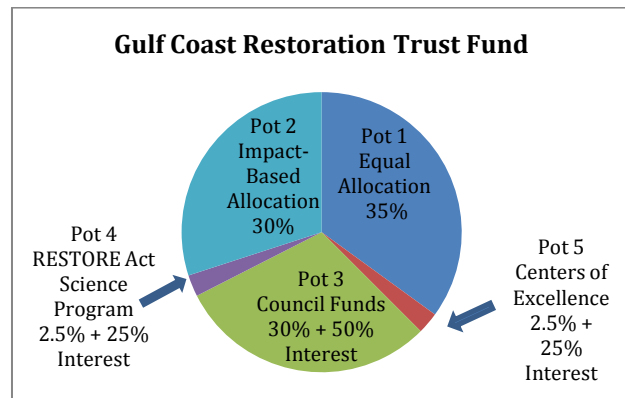 Gulf Coast Restoration Trust Fund
Pot 1
Equal
Allocation
35%
Pot 5
Centers of
Excellence
2.5% +
25%
Interest
Pot 3
Council Funds
30% + 50%
Interest
Pot 4
RESTORE Act
Science
Program
2.5% + 25%
Interest
Pot 2
Impact-
Based
Allocation
30%